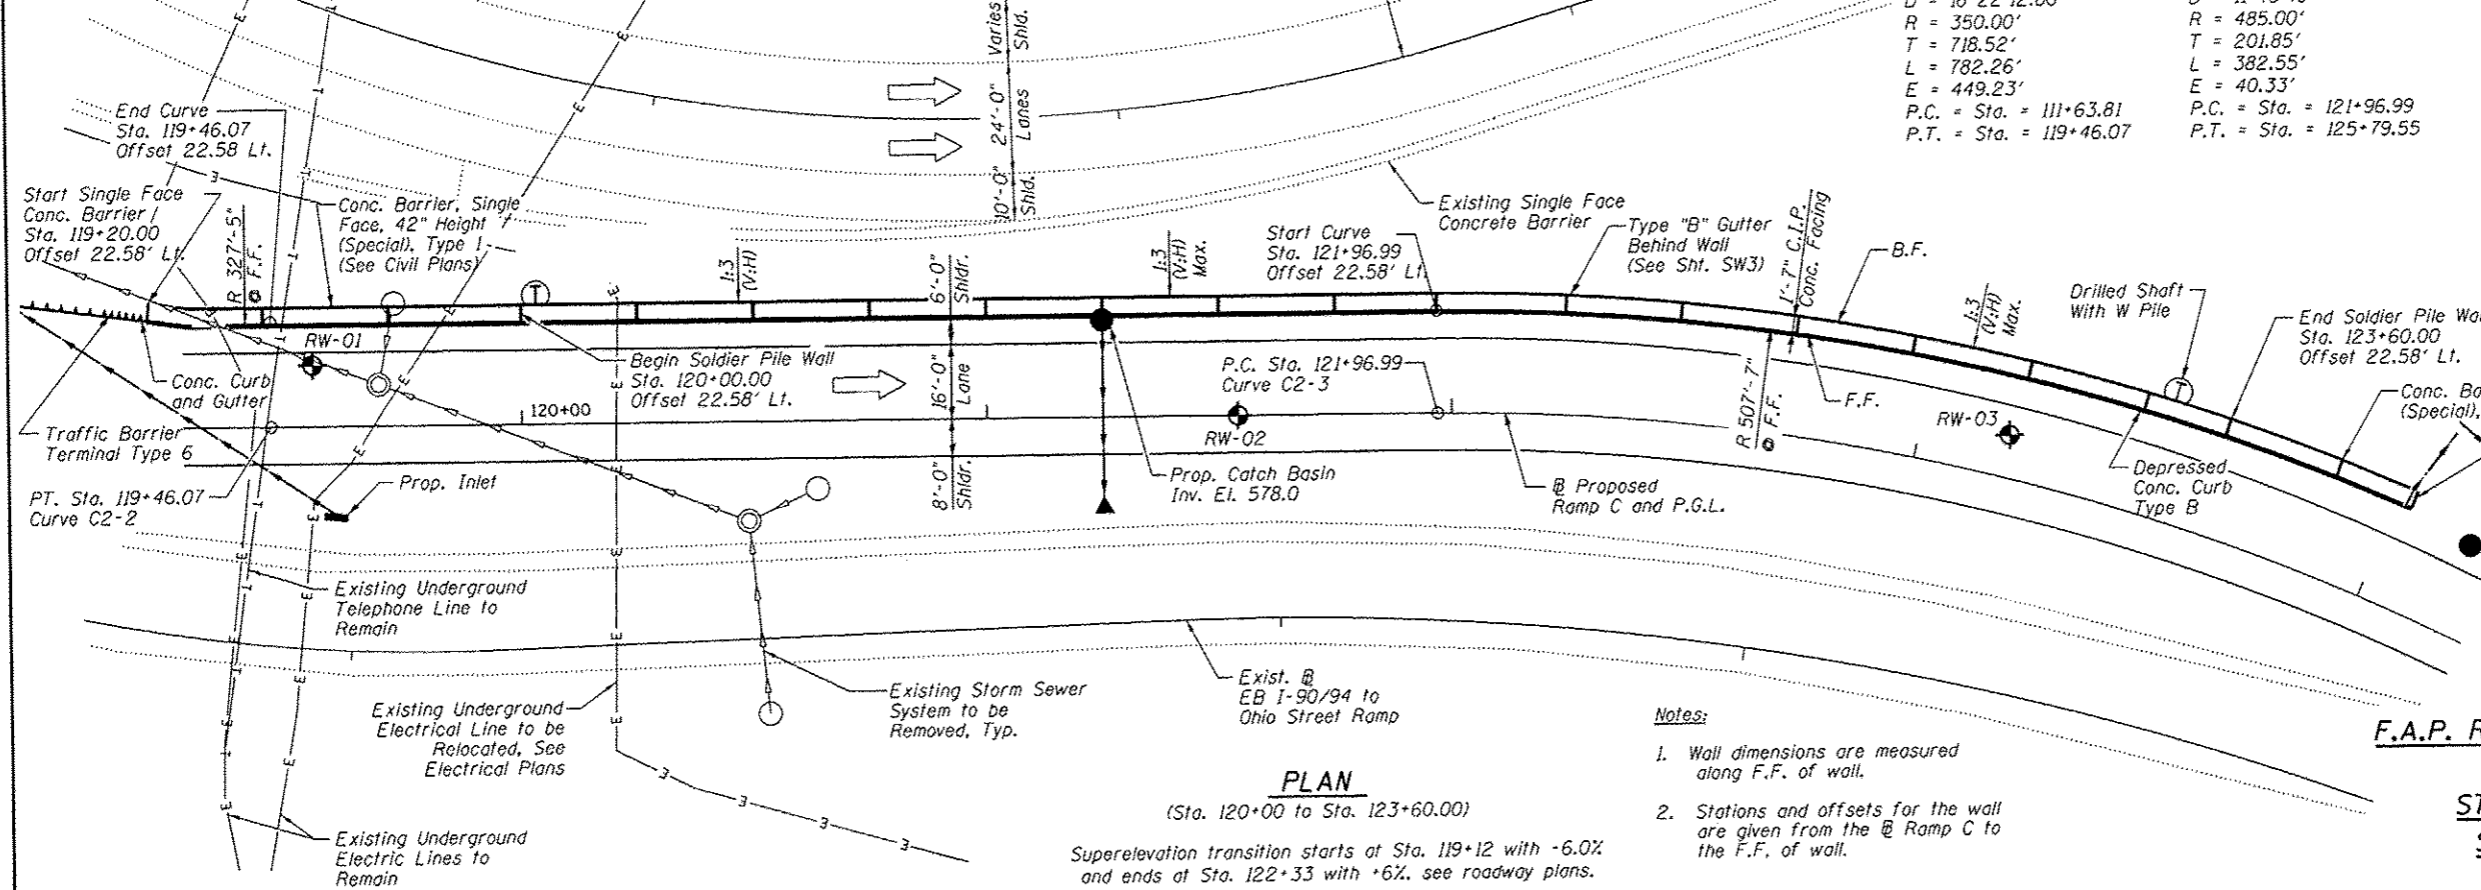 Varies
Shld.
24'-0"
Lanes
10'-0"
Shld.
R = 350.00'
T = 718.52'
L = 782.26'
E = 449.23'
P.C. = Sta. = 111+63.81
P.T. = Sta. = 119+46.07
R = 485.00'
T = 201.85'
L = 382.55'
E = 40.33'
P.C. = Sta. = 121+96.99
P.T. = Sta. = 125+79.55
End Curve
Sta. 119+46.07
Offset 22.58 Lt.
Start Single Face
Conc. Barrier
Sta. 119+20.00
Offset 22.58' Lt.
R 327'-5"
@ F.F.
Conc. Barrier, Single
Face, 42" Height
(Special), Type 1
(See Civil Plans)
1:3
(V:H)
6'-0"
Shldr.
1:3
(V:H)
Max.
Start Curve
Sta. 121+96.99
Offset 22.58' Lt.
Existing Single Face
Concrete Barrier
Type "B" Gutter
Behind Wall
(See Sht. SW3)
1'-7" C.I.P.
Conc. Facing
B.F.
1:3
(V:H)
Max.
Drilled Shaft
With W Pile
T
End Soldier Pile Wall
Sta. 123+60.00
Offset 22.58' Lt.
(Special),
RW-01
T
Conc. Curb
and Gutter
Begin Soldier Pile Wall
Sta. 120+00.00
Offset 22.58' Lt.
120+00
16'-0"
Lane
P.C. Sta. 121+96.99
Curve C2-3
RW-02
R 507'-7"
@ F.F.
F.F.
RW-03
Traffic Barrier
Terminal Type 6
PT. Sta. 119+46.07
Curve C2-2
Prop. Inlet
8'-0"
Shldr.
Prop. Catch Basin
Inv. El. 578.0
℄ Proposed
Ramp C and P.G.L.
Depressed
Conc. Curb
Type B
Existing Underground
Telephone Line to
Remain
Existing Underground
Electrical Line to be
Relocated, See
Electrical Plans
Existing Storm Sewer
System to be
Removed, Typ.
Exist. ℄
EB I-90/94 to
Ohio Street Ramp
Existing Underground
Electric Lines to
Remain
PLAN
(Sta. 120+00 to Sta. 123+60.00)
Superelevation transition starts at Sta. 119+12 with -6.0%
and ends at Sta. 122+33 with +6%. see roadway plans.
Notes:
1. Wall dimensions are measured
along F.F. of wall.
2. Stations and offsets for the wall
are given from the ℄ Ramp C to
the F.F. of wall.
F.A.P.